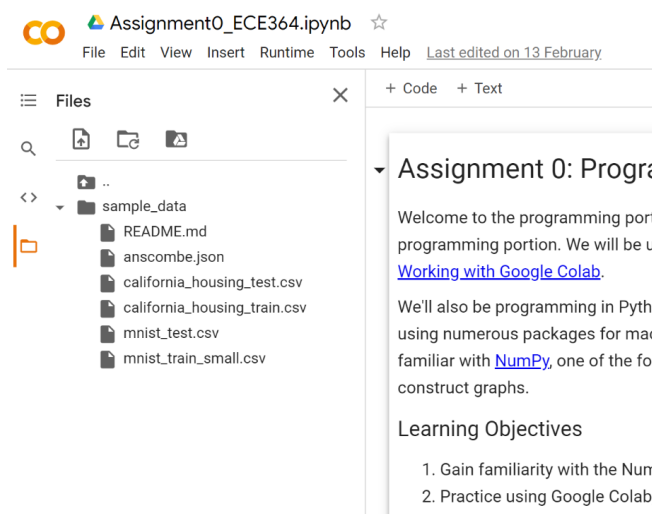 Assignment0_ECE364.ipynb
File Edit View Insert Runtime Tools Help Last edited on 13 February
Files
+ Code + Text
..
sample_data
README.md
anscombe.json
california_housing_test.csv
california_housing_train.csv
mnist_test.csv
mnist_train_small.csv
Assignment 0: Progra
Welcome to the programming port
programming portion. We will be u
Working with Google Colab.
We'll also be programming in Pyth
using numerous packages for mac
familiar with NumPy, one of the fo
construct graphs.
Learning Objectives
1. Gain familiarity with the Num
2. Practice using Google Colab